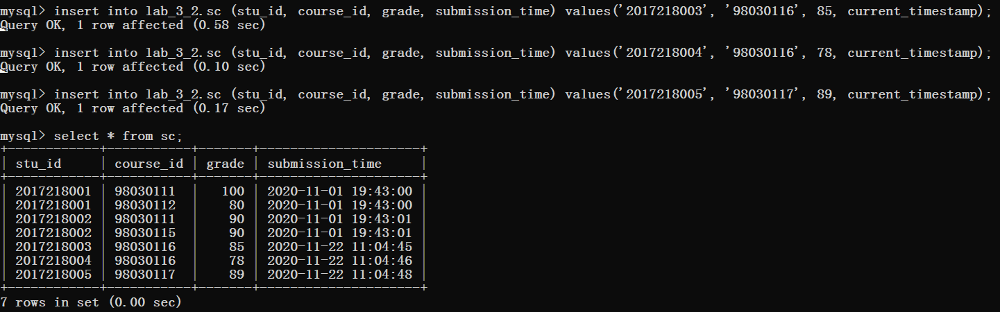 mysql> insert into lab_3_2.sc (stu_id, course_id, grade, submission_time) values('2017218003', '98030116', 85, current_timestamp);
Query OK, 1 row affected (0.58 sec)
mysql> insert into lab_3_2.sc (stu_id, course_id, grade, submission_time) values('2017218004', '98030116', 78, current_timestamp);
Query OK, 1 row affected (0.10 sec)
mysql> insert into lab_3_2.sc (stu_id, course_id, grade, submission_time) values('2017218005', '98030117', 89, current_timestamp);
Query OK, 1 row affected (0.17 sec)
mysql> select * from sc;
+------------+-----------+-------+---------------------+
| stu_id     | course_id | grade | submission_time     |
+------------+-----------+-------+---------------------+
| 2017218001 | 98030111  |   100 | 2020-11-01 19:43:00 |
| 2017218001 | 98030112  |    80 | 2020-11-01 19:43:00 |
| 2017218002 | 98030111  |    90 | 2020-11-01 19:43:01 |
| 2017218002 | 98030115  |    90 | 2020-11-01 19:43:01 |
| 2017218003 | 98030116  |    85 | 2020-11-22 11:04:45 |
| 2017218004 | 98030116  |    78 | 2020-11-22 11:04:46 |
| 2017218005 | 98030117  |    89 | 2020-11-22 11:04:48 |
+------------+-----------+-------+---------------------+
7 rows in set (0.00 sec)